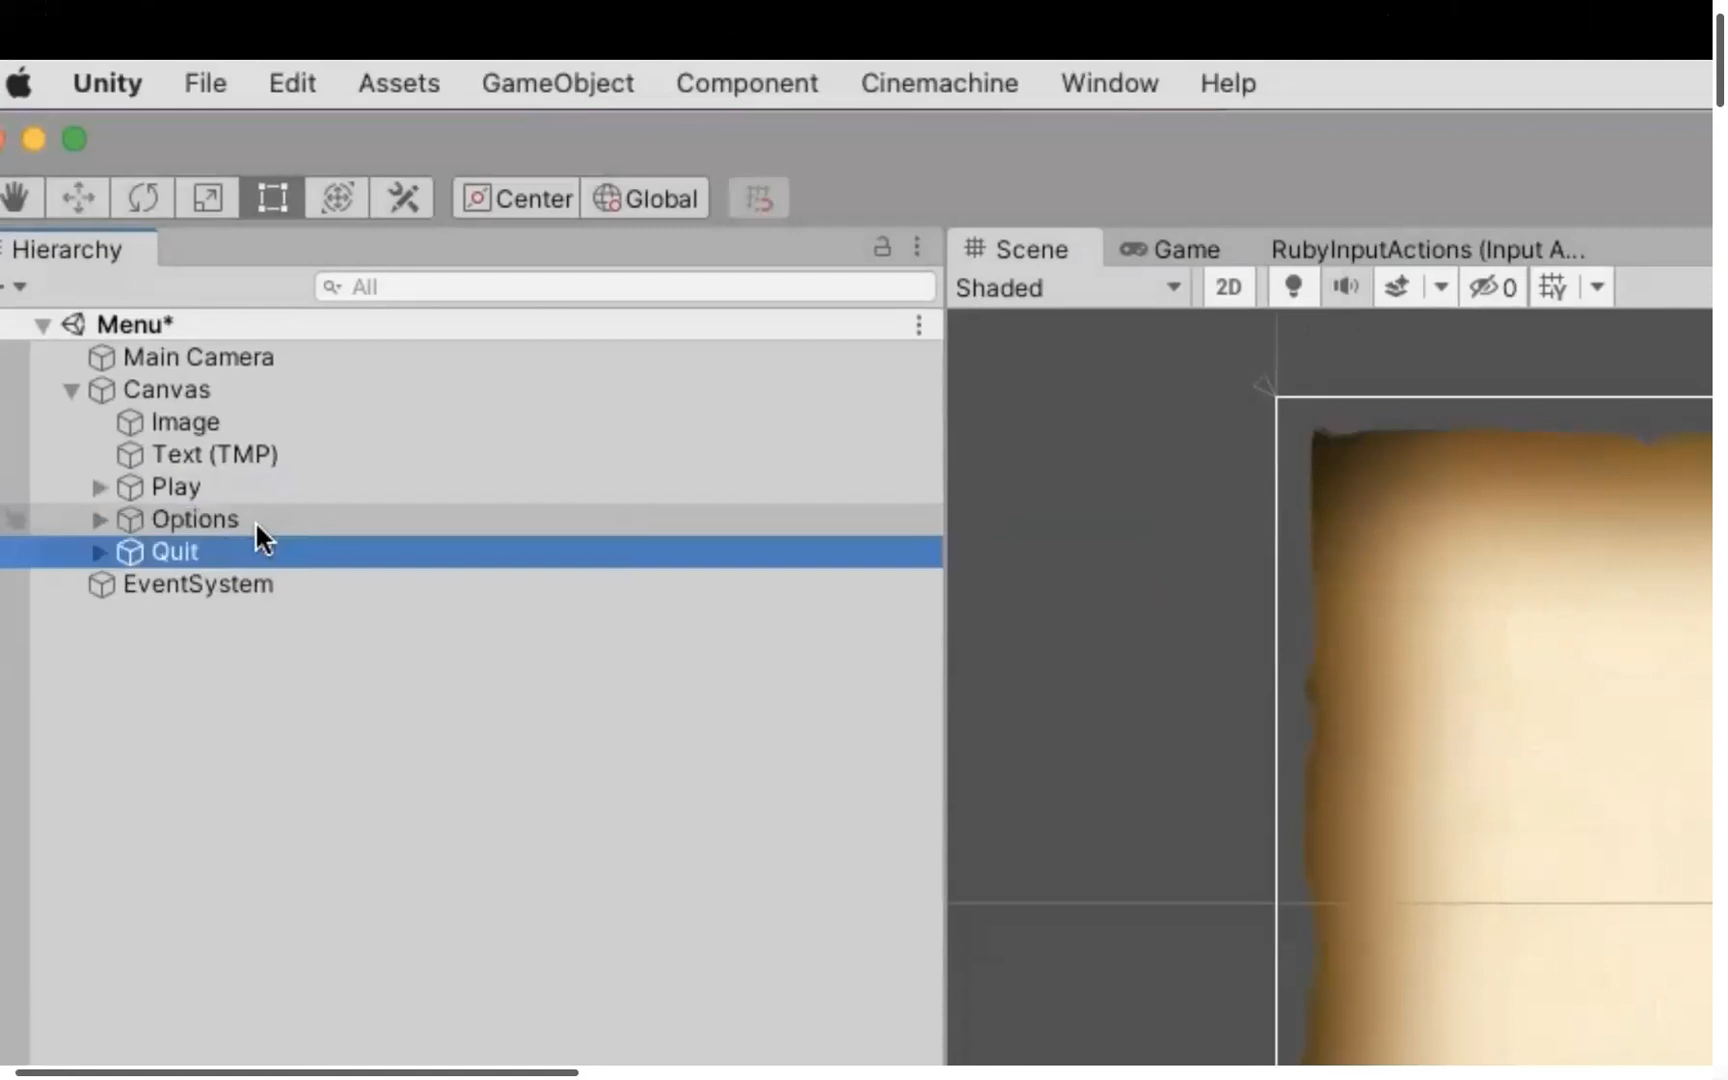 Unity File Edit Assets GameObject Component Cinemachine Window Help
Center Global
Hierarchy Scene Game RubyInputActions (Input A...
All Shaded 2D 0
Menu*
Main Camera
Canvas
Image
Text (TMP)
Play
Options
Quit
EventSystem